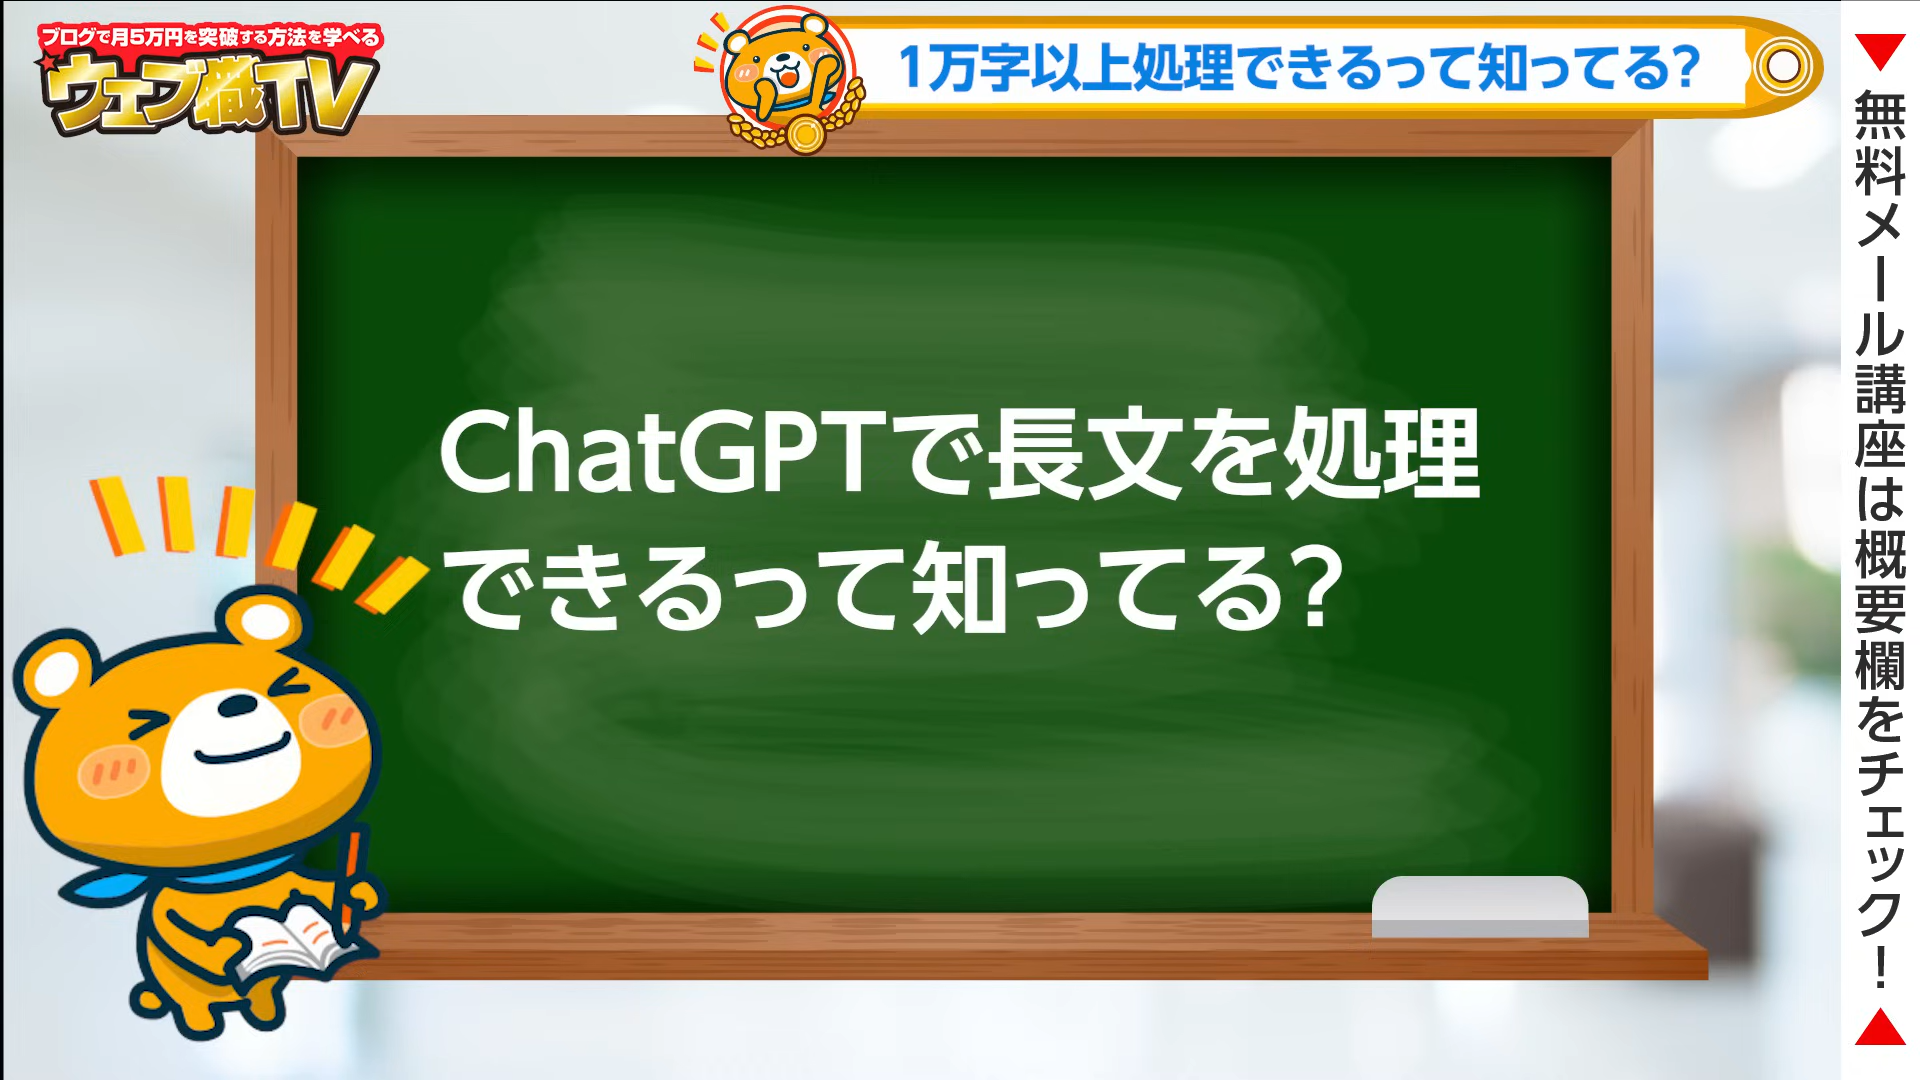 ブログで月5万円を突破する方法を学べる
ウェブ職TV
1万字以上処理できるって知ってる？
ChatGPTで長文を処理
できるって知ってる？
▼無料メール講座は概要欄をチェック！▲